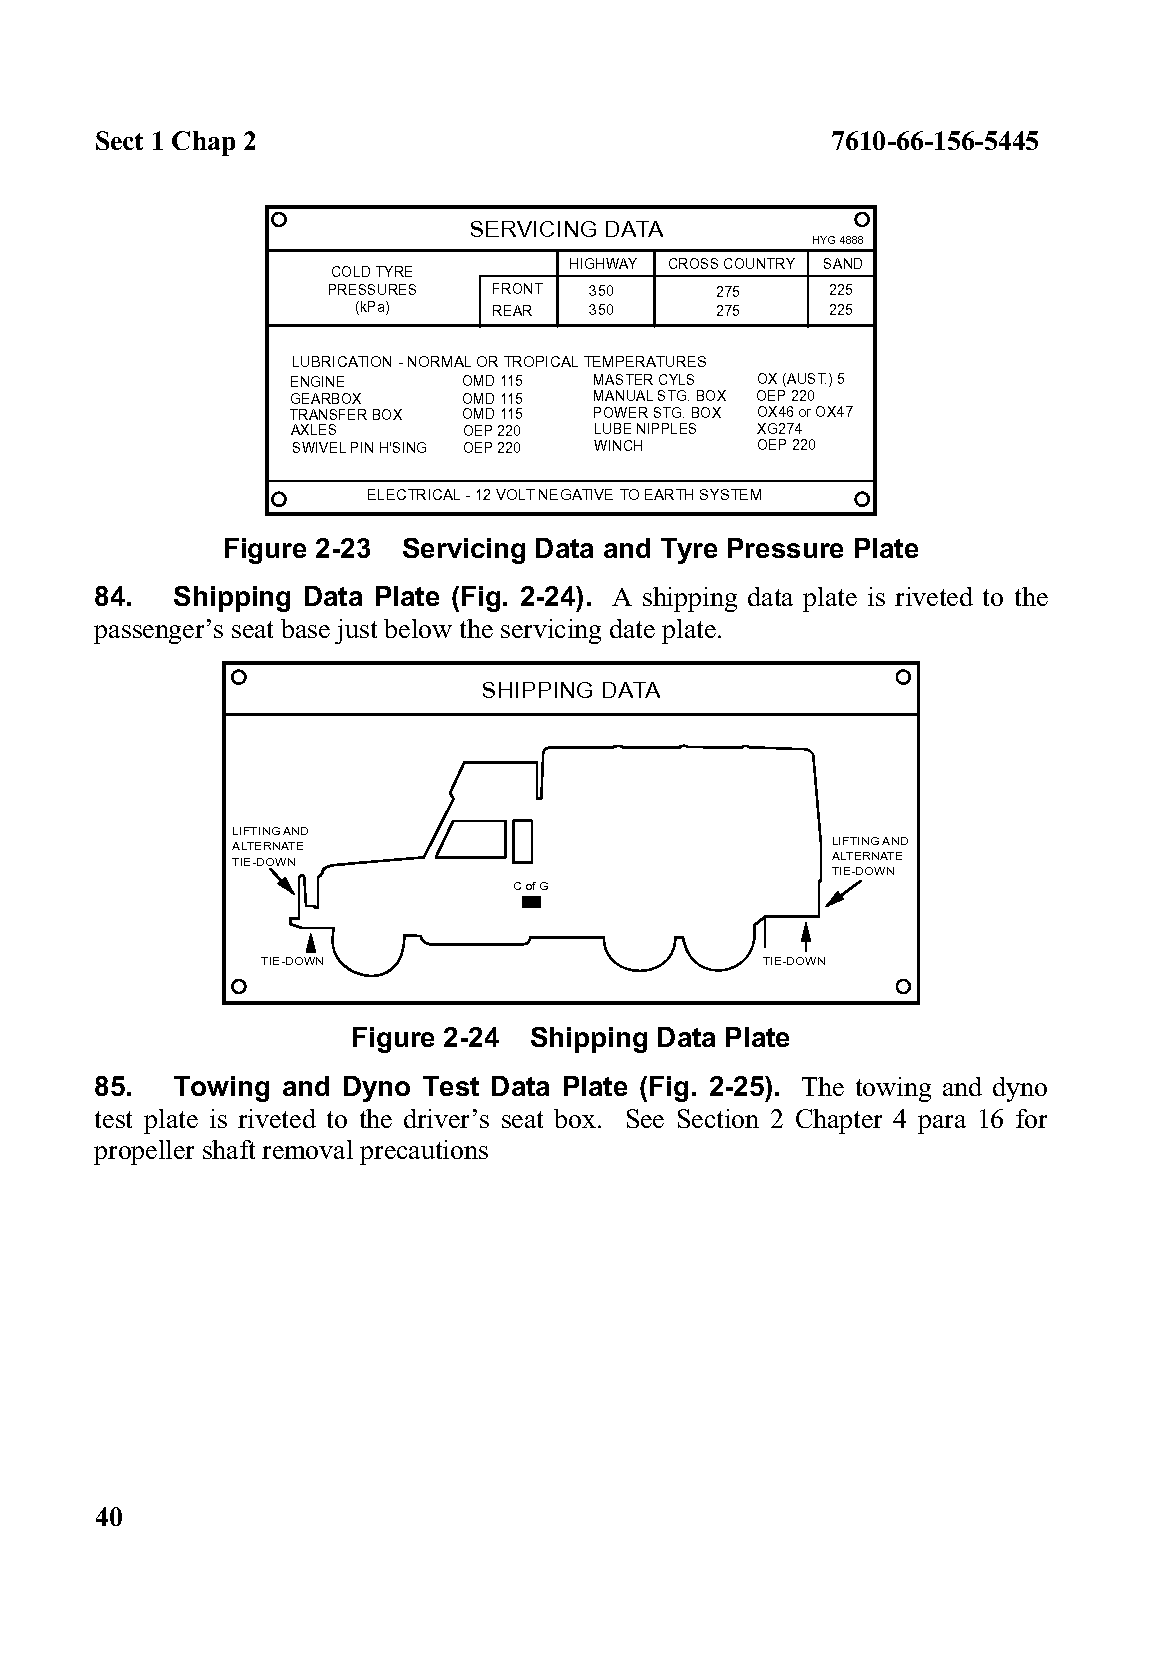 Sect 1 Chap 2 7610-66-156-5445
SERVICING DATA
HYG 4888
COLD TYRE PRESSURES (kPa)
HIGHWAY CROSS COUNTRY SAND
FRONT 350 275 225
REAR 350 275 225
LUBRICATION - NORMAL OR TROPICAL TEMPERATURES
ENGINE OMD 115 MASTER CYLS OX (AUST.) 5
GEARBOX OMD 115 MANUAL STG. BOX OEP 220
TRANSFER BOX OMD 115 POWER STG. BOX OX46 or OX47
AXLES OEP 220 LUBE NIPPLES XG274
SWIVEL PIN H'SING OEP 220 WINCH OEP 220
ELECTRICAL - 12 VOLT NEGATIVE TO EARTH SYSTEM
Figure 2-23 Servicing Data and Tyre Pressure Plate
84. Shipping Data Plate (Fig. 2-24). A shipping data plate is riveted to the
passenger’s seat base just below the servicing date plate.
SHIPPING DATA
LIFTING AND
ALTERNATE
TIE-DOWN
LIFTING AND
ALTERNATE
TIE-DOWN
C of G
TIE-DOWN TIE-DOWN
Figure 2-24 Shipping Data Plate
85. Towing and Dyno Test Data Plate (Fig. 2-25). The towing and dyno
test plate is riveted to the driver’s seat box. See Section 2 Chapter 4 para 16 for
propeller shaft removal precautions
40